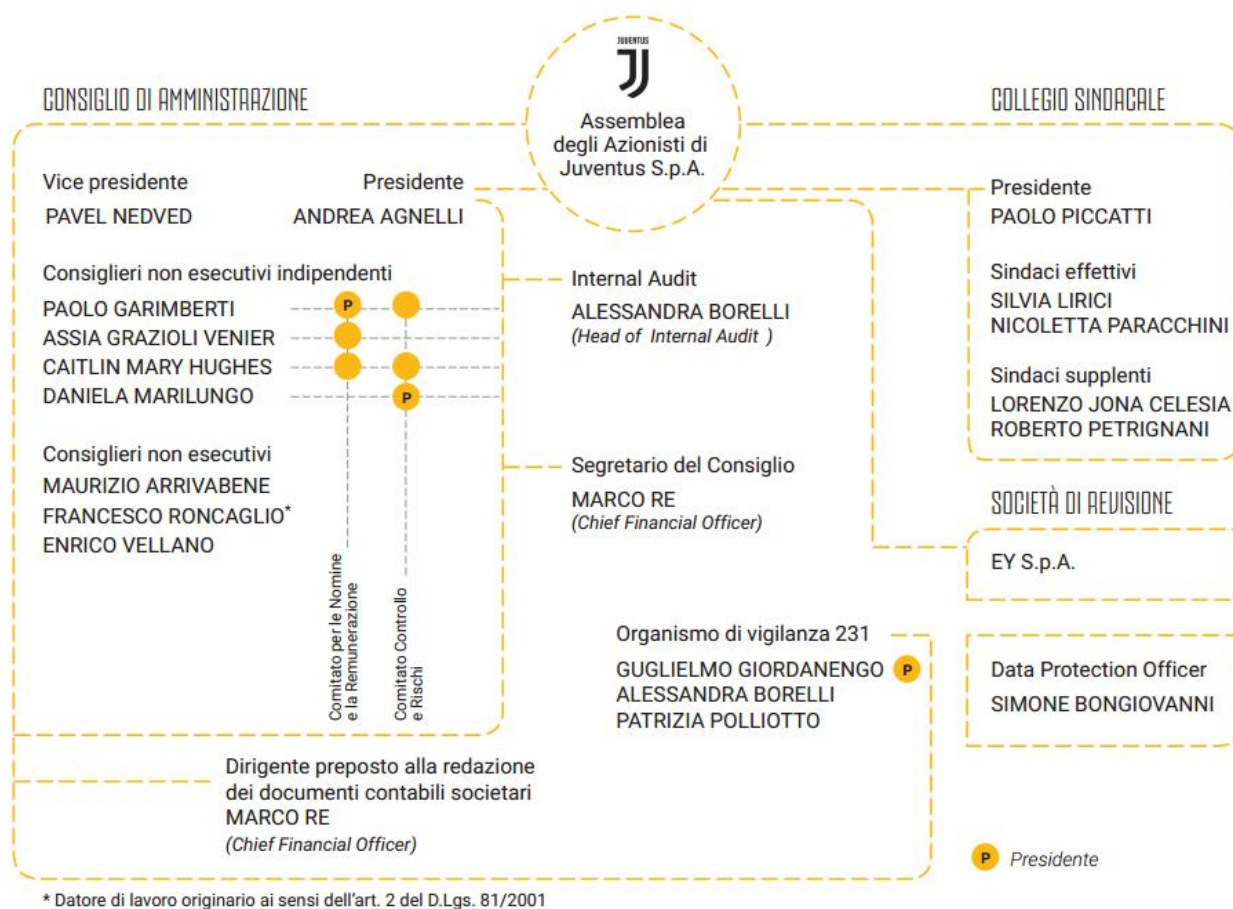 JUVENTUS
Assemblea
degli Azionisti di
Juventus S.p.A.
CONSIGLIO DI AMMINISTRAZIONE
Vice presidente
PAVEL NEDVED
Presidente
ANDREA AGNELLI
Consiglieri non esecutivi indipendenti
PAOLO GARIMBERTI
P
ASSIA GRAZIOLI VENIER
CAITLIN MARY HUGHES
DANIELA MARILUNGO
P
Consiglieri non esecutivi
MAURIZIO ARRIVABENE
FRANCESCO RONCAGLIO*
ENRICO VELLANO
Comitato per le Nomine
e la Remunerazione
Comitato Controllo
e Rischi
Internal Audit
ALESSANDRA BORELLI
(Head of Internal Audit )
Segretario del Consiglio
MARCO RE
(Chief Financial Officer)
Organismo di vigilanza 231
GUGLIELMO GIORDANENGO P
ALESSANDRA BORELLI
PATRIZIA POLLIOTTO
Dirigente preposto alla redazione
dei documenti contabili societari
MARCO RE
(Chief Financial Officer)
COLLEGIO SINDACALE
Presidente
PAOLO PICCATTI
Sindaci effettivi
SILVIA LIRICI
NICOLETTA PARACCHINI
Sindaci supplenti
LORENZO JONA CELESIA
ROBERTO PETRIGNANI
SOCIETÀ DI REVISIONE
EY S.p.A.
Data Protection Officer
SIMONE BONGIOVANNI
P Presidente
* Datore di lavoro originario ai sensi dell'art. 2 del D.Lgs. 81/2001